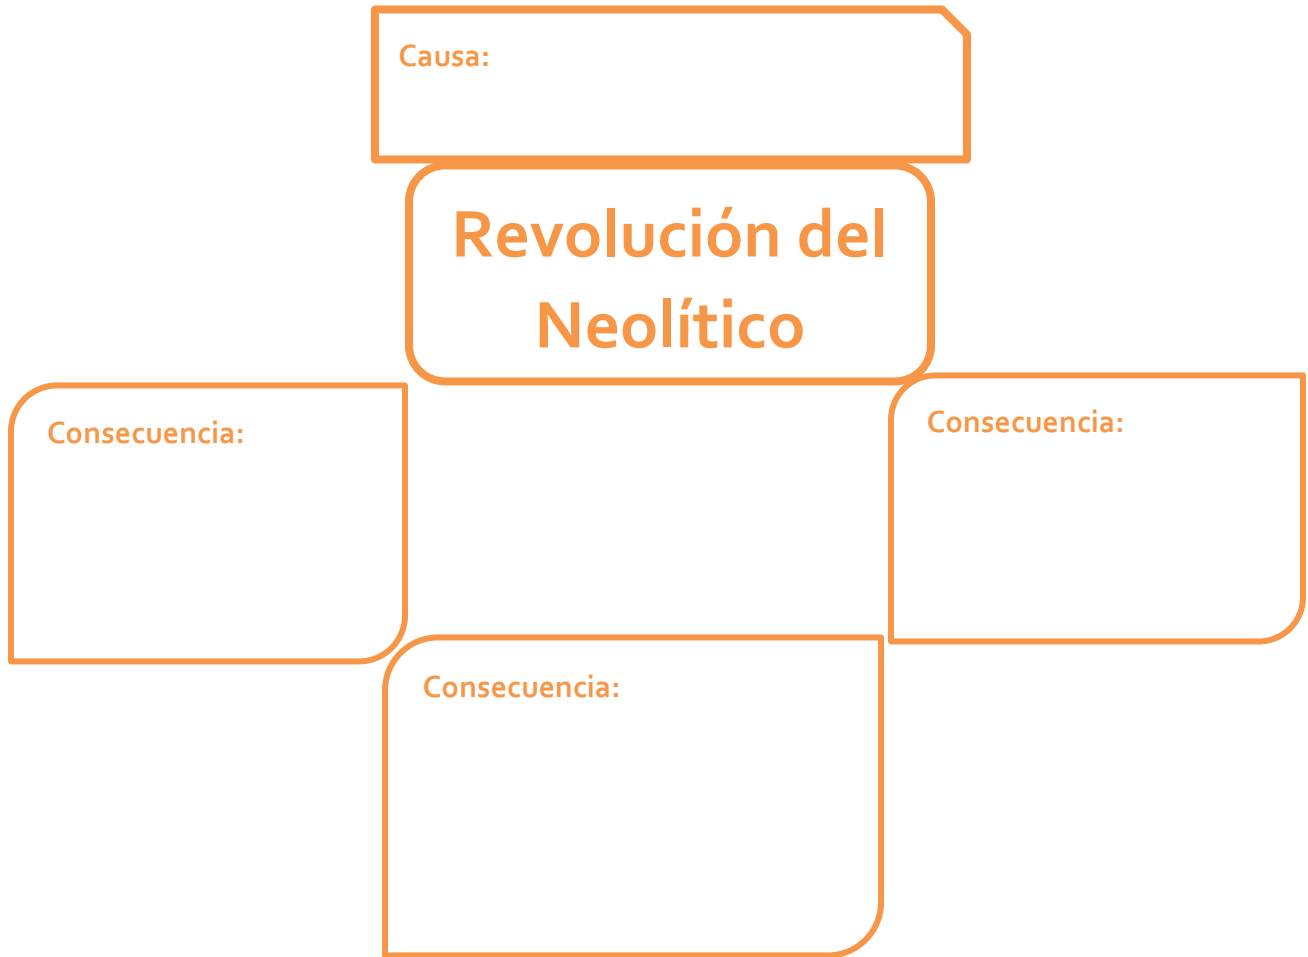 Causa:
Revolución del
Neolítico
Consecuencia:
Consecuencia:
Consecuencia: